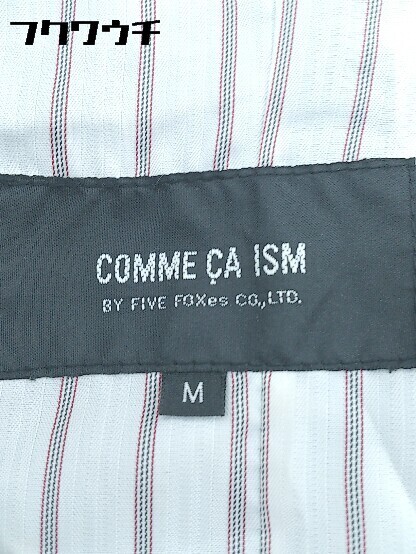 フクワウチ
COMME ÇA ISM
BY FIVE FOXes CO.,LTD.
M